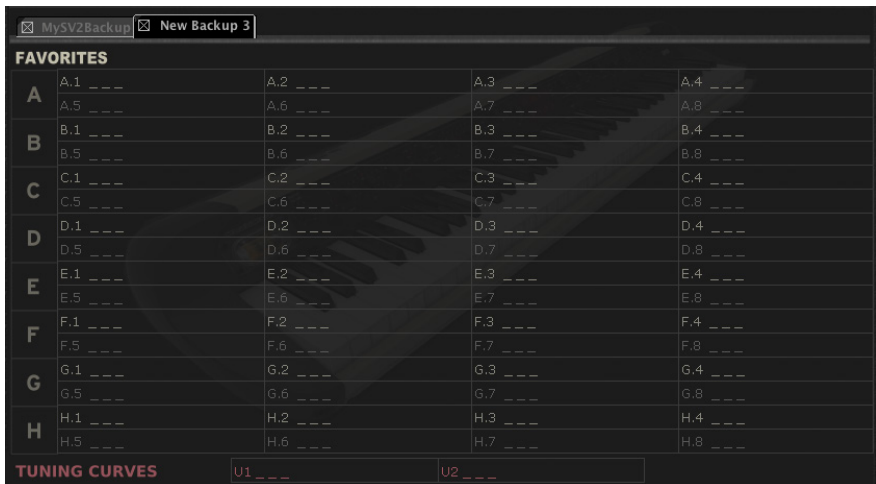 MySV2Backup New Backup 3
FAVORITES
A
A.1 _ _ _ A.2 _ _ _ A.3 _ _ _ A.4 _ _ _
A.5 _ _ _ A.6 _ _ _ A.7 _ _ _ A.8 _ _ _
B
B.1 _ _ _ B.2 _ _ _ B.3 _ _ _ B.4 _ _ _
B.5 _ _ _ B.6 _ _ _ B.7 _ _ _ B.8 _ _ _
C
C.1 _ _ _ C.2 _ _ _ C.3 _ _ _ C.4 _ _ _
C.5 _ _ _ C.6 _ _ _ C.7 _ _ _ C.8 _ _ _
D
D.1 _ _ _ D.2 _ _ _ D.3 _ _ _ D.4 _ _ _
D.5 _ _ _ D.6 _ _ _ D.7 _ _ _ D.8 _ _ _
E
E.1 _ _ _ E.2 _ _ _ E.3 _ _ _ E.4 _ _ _
E.5 _ _ _ E.6 _ _ _ E.7 _ _ _ E.8 _ _ _
F
F.1 _ _ _ F.2 _ _ _ F.3 _ _ _ F.4 _ _ _
F.5 _ _ _ F.6 _ _ _ F.7 _ _ _ F.8 _ _ _
G
G.1 _ _ _ G.2 _ _ _ G.3 _ _ _ G.4 _ _ _
G.5 _ _ _ G.6 _ _ _ G.7 _ _ _ G.8 _ _ _
H
H.1 _ _ _ H.2 _ _ _ H.3 _ _ _ H.4 _ _ _
H.5 _ _ _ H.6 _ _ _ H.7 _ _ _ H.8 _ _ _
TUNING CURVES U1 _ _ _ U2 _ _ _